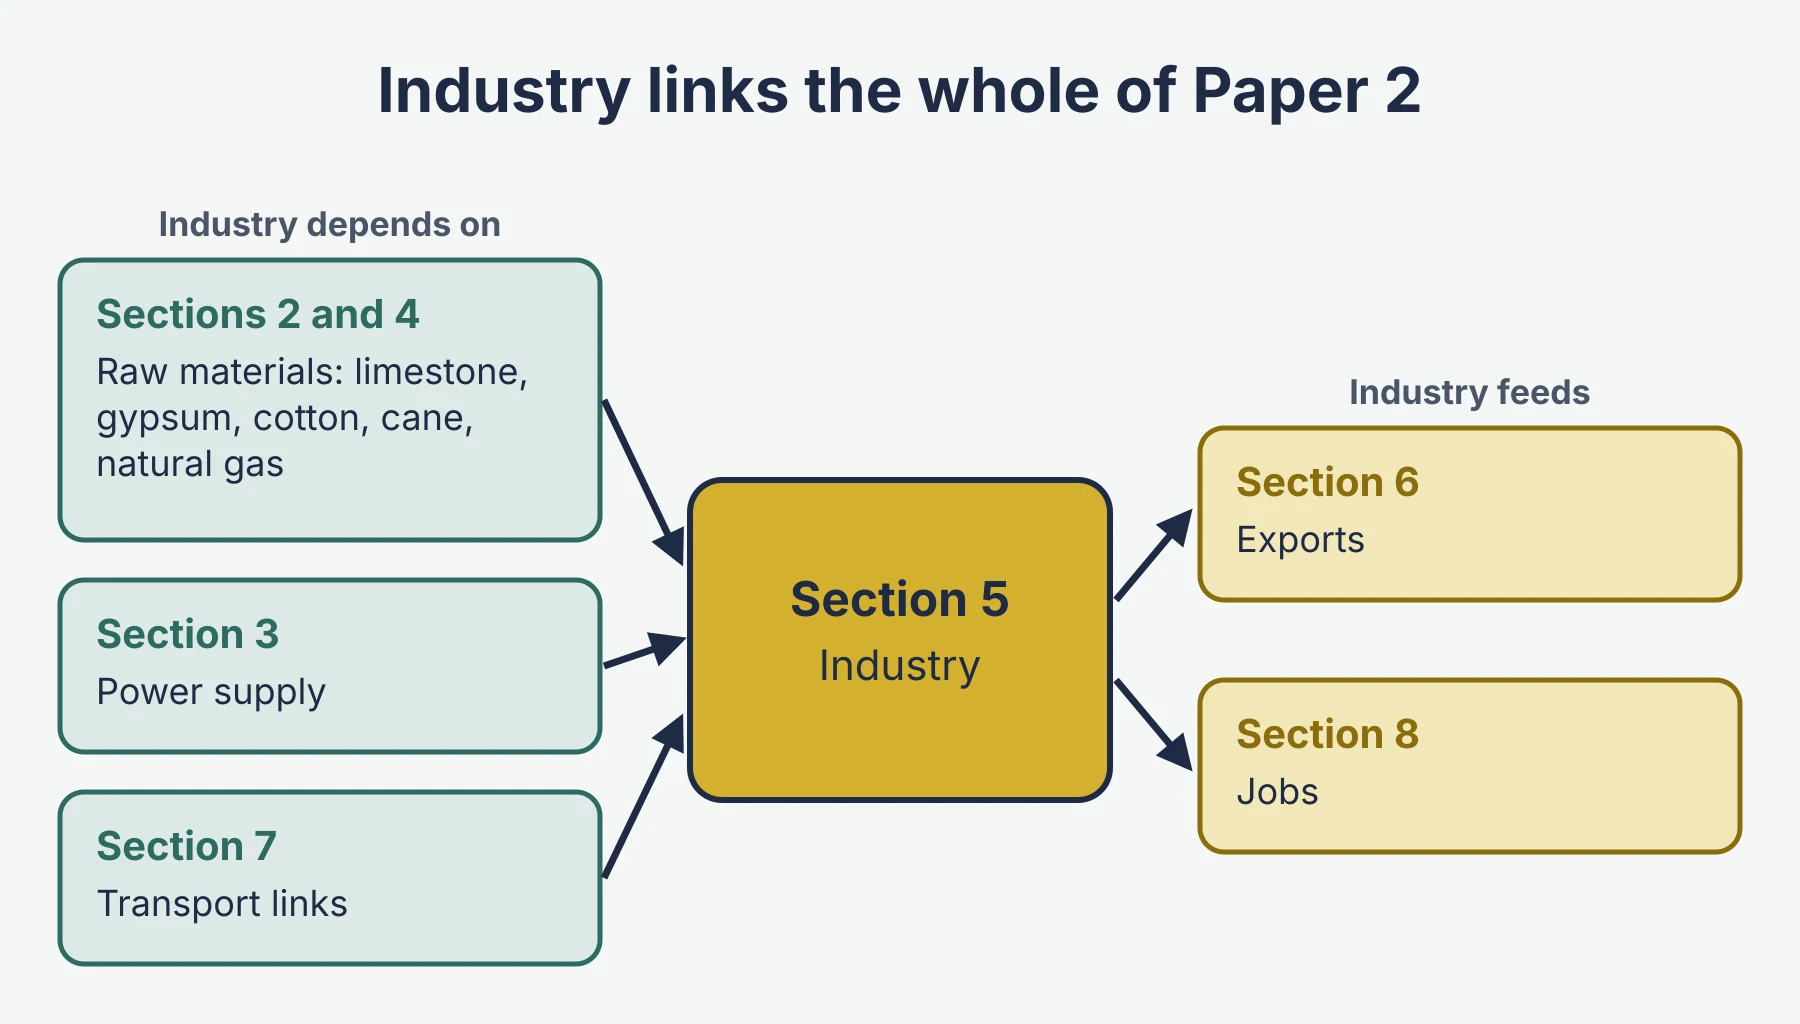 Industry links the whole of Paper 2
Industry depends on
Sections 2 and 4
Raw materials: limestone,
gypsum, cotton, cane,
natural gas
Section 3
Power supply
Section 7
Transport links
Section 5
Industry
Industry feeds
Section 6
Exports
Section 8
Jobs